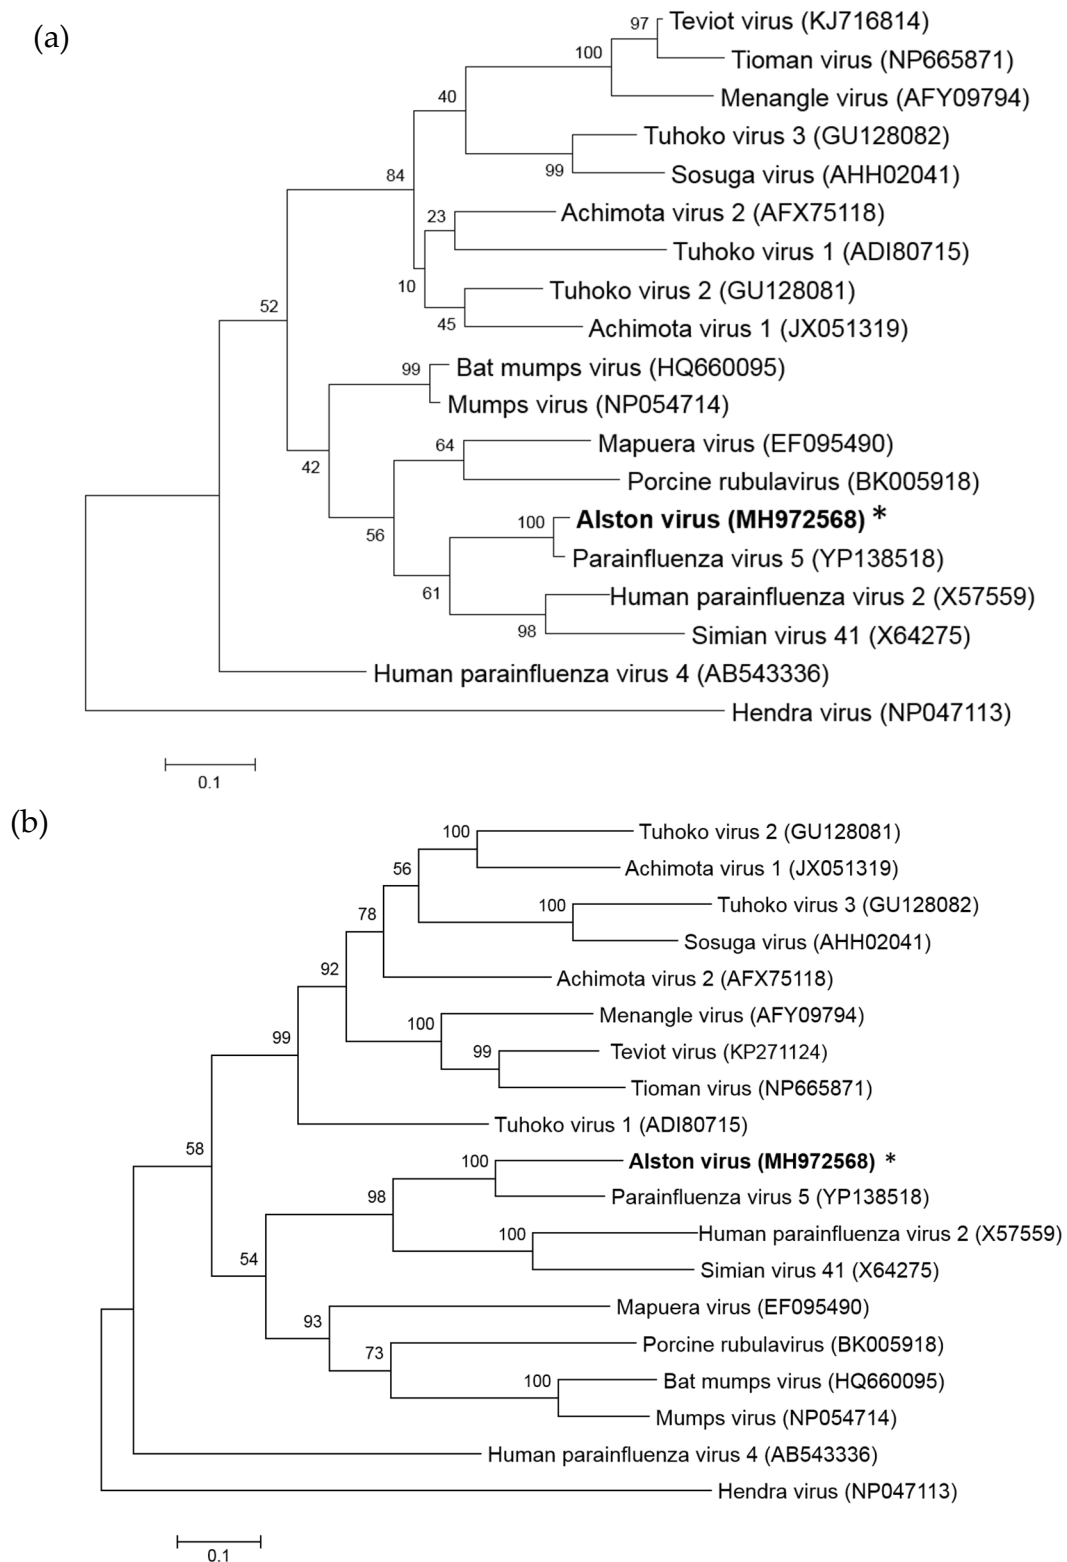 (a)
97
Teviot virus (KJ716814)
100
Tioman virus (NP665871)
40
Menangle virus (AFY09794)
Tuhoko virus 3 (GU128082)
99
Sosuga virus (AHH02041)
84
23
Achimota virus 2 (AFX75118)
Tuhoko virus 1 (ADI80715)
10
Tuhoko virus 2 (GU128081)
52
45
Achimota virus 1 (JX051319)
99
Bat mumps virus (HQ660095)
Mumps virus (NP054714)
64
Mapuera virus (EF095490)
42
Porcine rubulavirus (BK005918)
100
Alston virus (MH972568) *
56
Parainfluenza virus 5 (YP138518)
61
Human parainfluenza virus 2 (X57559)
98
Simian virus 41 (X64275)
Human parainfluenza virus 4 (AB543336)
Hendra virus (NP047113)
0.1
(b)
100
Tuhoko virus 2 (GU128081)
56
Achimota virus 1 (JX051319)
100
Tuhoko virus 3 (GU128082)
78
Sosuga virus (AHH02041)
92
Achimota virus 2 (AFX75118)
100
Menangle virus (AFY09794)
99
99
Teviot virus (KP271124)
Tioman virus (NP665871)
Tuhoko virus 1 (ADI80715)
58
100
Alston virus (MH972568) *
98
Parainfluenza virus 5 (YP138518)
100
Human parainfluenza virus 2 (X57559)
54
Simian virus 41 (X64275)
93
Mapuera virus (EF095490)
73
Porcine rubulavirus (BK005918)
100
Bat mumps virus (HQ660095)
Mumps virus (NP054714)
Human parainfluenza virus 4 (AB543336)
Hendra virus (NP047113)
0.1